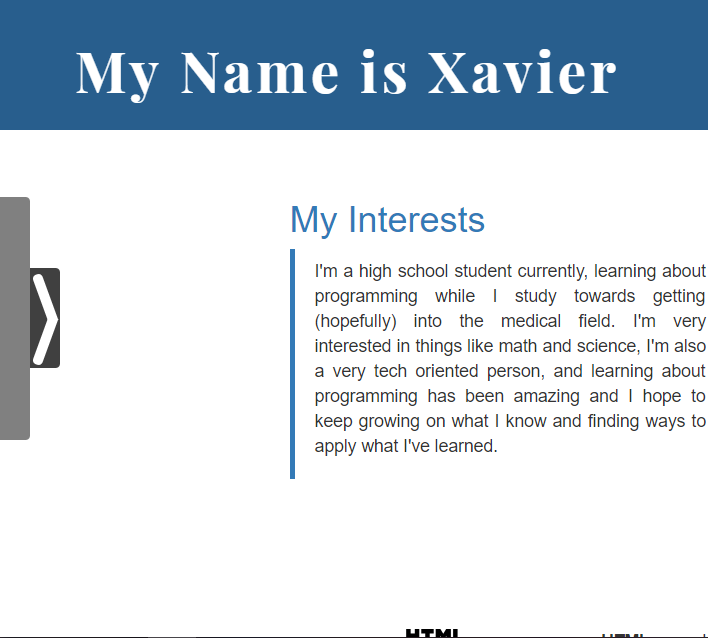 My Name is Xavier
My Interests
I'm a high school student currently, learning about
programming while I study towards getting
(hopefully) into the medical field. I'm very
interested in things like math and science, I'm also
a very tech oriented person, and learning about
programming has been amazing and I hope to
keep growing on what I know and finding ways to
apply what I've learned.
HTML